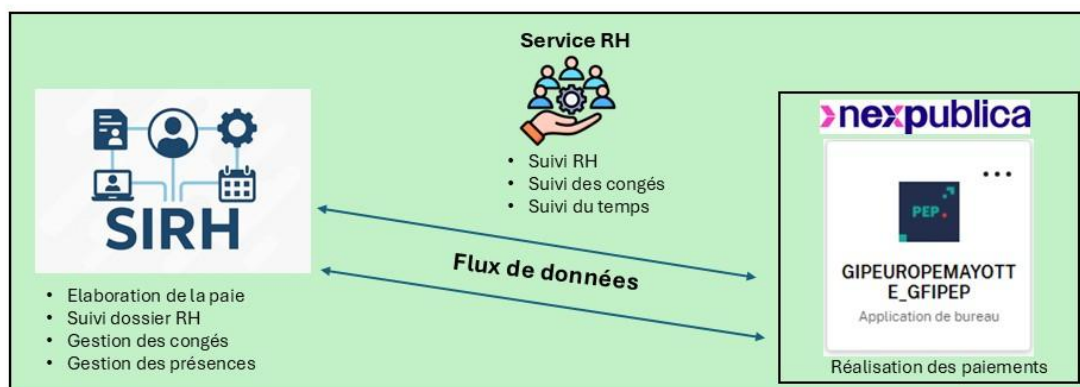 Service RH
• Suivi RH
• Suivi des congés
• Suivi du temps
SIRH
• Elaboration de la paie
• Suivi dossier RH
• Gestion des congés
• Gestion des présences
Flux de données
nexpublica
...
PEP.
GIPEUROPEMAYOTT
E_GFIPEP
Application de bureau
Réalisation des paiements